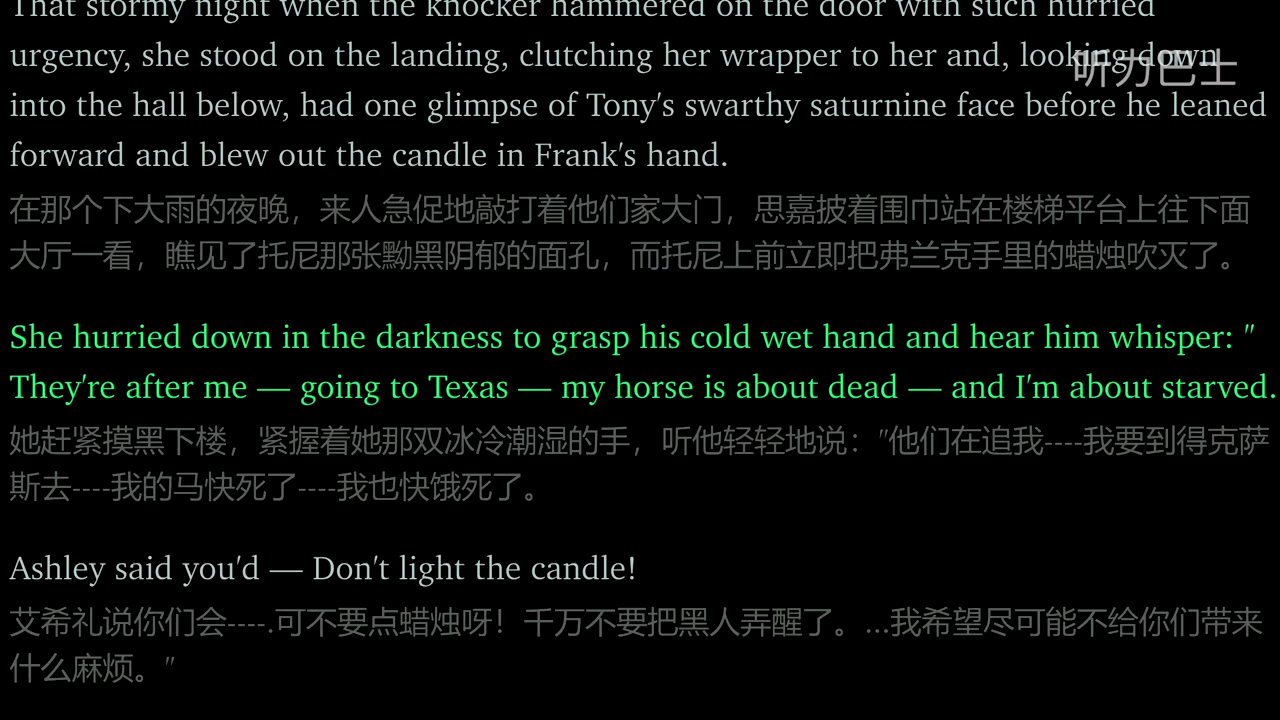 That stormy night when the knocker hammered on the door with such hurried
urgency, she stood on the landing, clutching her wrapper to her and, looking down
听力巴士
into the hall below, had one glimpse of Tony's swarthy saturnine face before he leaned
forward and blew out the candle in Frank's hand.
在那个下大雨的夜晚，来人急促地敲打着他们家大门，思嘉披着围巾站在楼梯平台上往下面
大厅一看，瞧见了托尼那张黝黑阴郁的面孔，而托尼上前立即把弗兰克手里的蜡烛吹灭了。
She hurried down in the darkness to grasp his cold wet hand and hear him whisper: "
They're after me — going to Texas — my horse is about dead — and I'm about starved.
她赶紧摸黑下楼，紧握着她那双冰冷潮湿的手，听他轻轻地说："他们在追我----我要到得克萨
斯去----我的马快死了----我也快饿死了。
Ashley said you'd — Don't light the candle!
艾希礼说你们会----.可不要点蜡烛呀！千万不要把黑人弄醒了。...我希望尽可能不给你们带来
什么麻烦。"